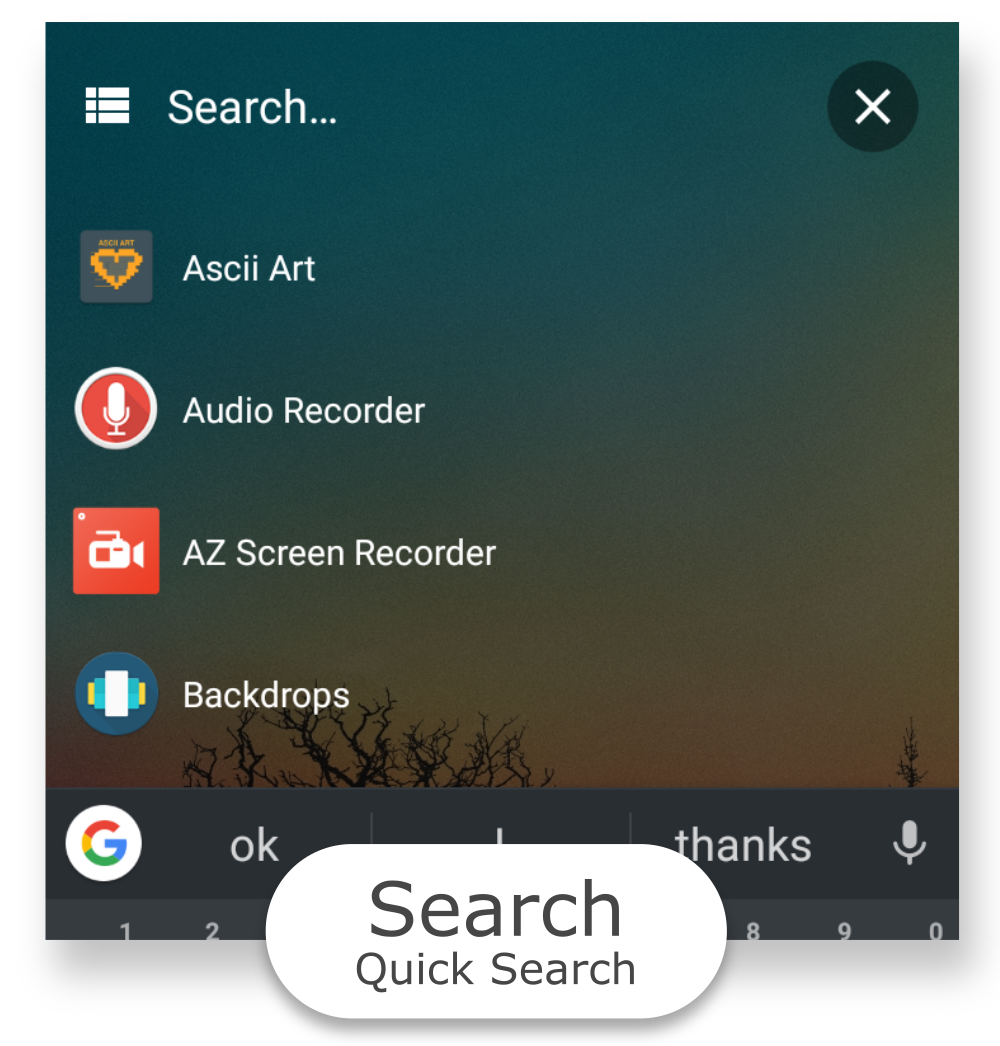 Search...
ASCII ART
Ascii Art
Audio Recorder
AZ Screen Recorder
Backdrops
ok thanks
1 2 8 9 0
Search
Quick Search